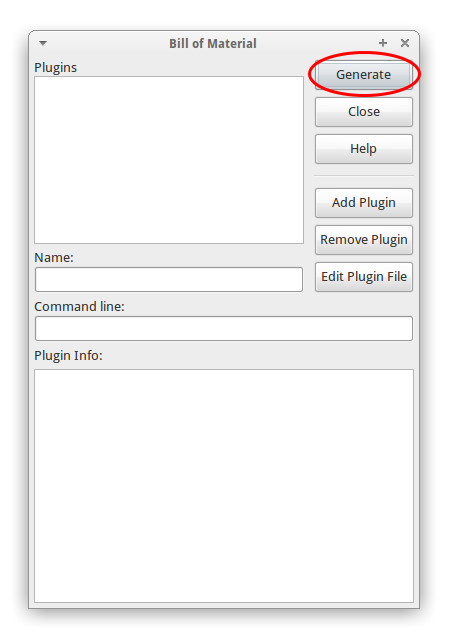 Bill of Material
Plugins
Generate
Close
Help
Add Plugin
Remove Plugin
Name:
Edit Plugin File
Command line:
Plugin Info: